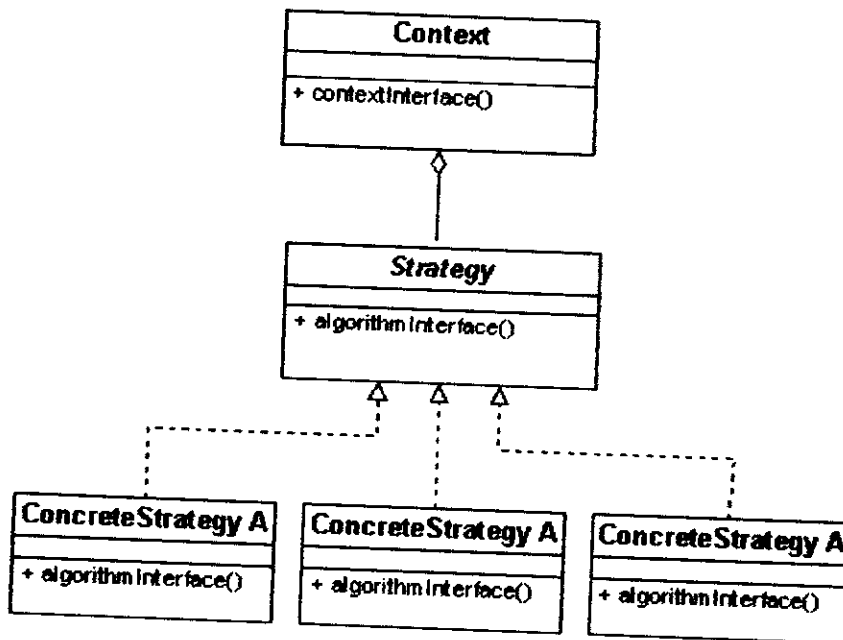 Context
+ contextInterface()
Strategy
+ algorithmInterface()
ConcreteStrategy A
+ algorithmInterface()
ConcreteStrategy A
+ algorithmInterface()
ConcreteStrategy A
+ algorithmInterface()